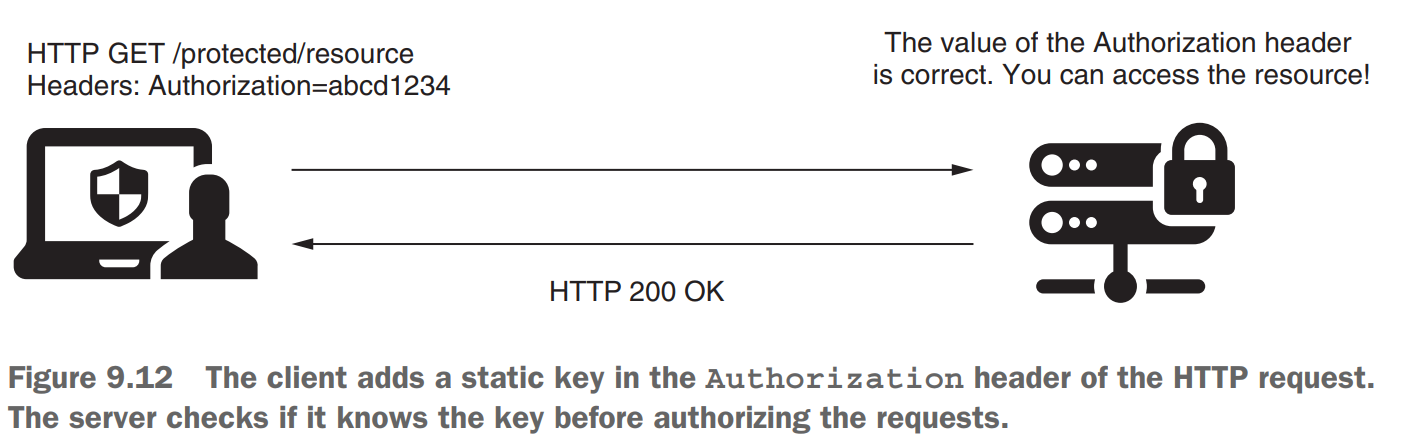 HTTP GET /protected/resource
Headers: Authorization=abcd1234
The value of the Authorization header
is correct. You can access the resource!
HTTP 200 OK
Figure 9.12 The client adds a static key in the Authorization header of the HTTP request.
The server checks if it knows the key before authorizing the requests.